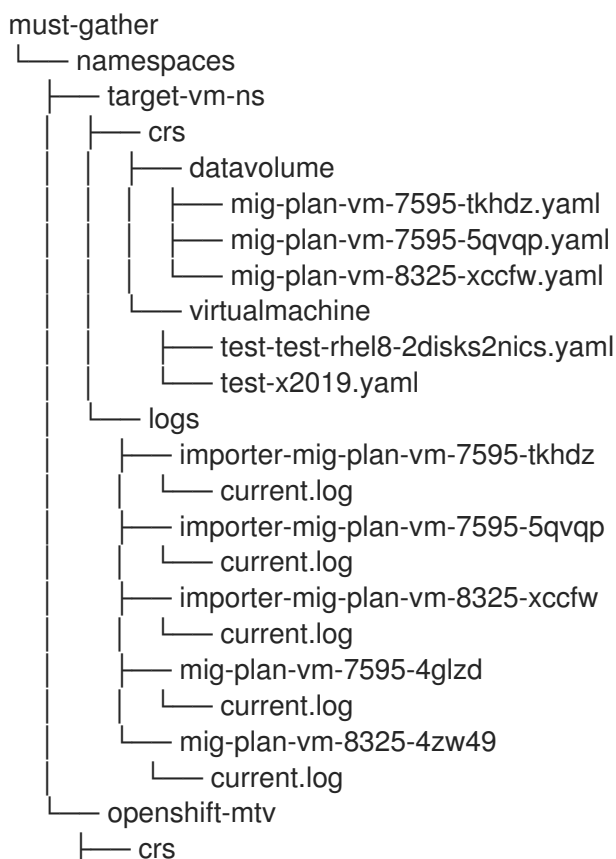 must-gather
└── namespaces
    ├── target-vm-ns
    │   ├── crs
    │   │   ├── datavolume
    │   │   │   ├── mig-plan-vm-7595-tkhdz.yaml
    │   │   │   ├── mig-plan-vm-7595-5qvqp.yaml
    │   │   │   └── mig-plan-vm-8325-xccfw.yaml
    │   │   └── virtualmachine
    │   │       ├── test-test-rhel8-2disks2nics.yaml
    │   │       └── test-x2019.yaml
    │   └── logs
    │       ├── importer-mig-plan-vm-7595-tkhdz
    │       │   └── current.log
    │       ├── importer-mig-plan-vm-7595-5qvqp
    │       │   └── current.log
    │       ├── importer-mig-plan-vm-8325-xccfw
    │       │   └── current.log
    │       ├── mig-plan-vm-7595-4glzd
    │       │   └── current.log
    │       └── mig-plan-vm-8325-4zw49
    │           └── current.log
    └── openshift-mtv
        ├── crs